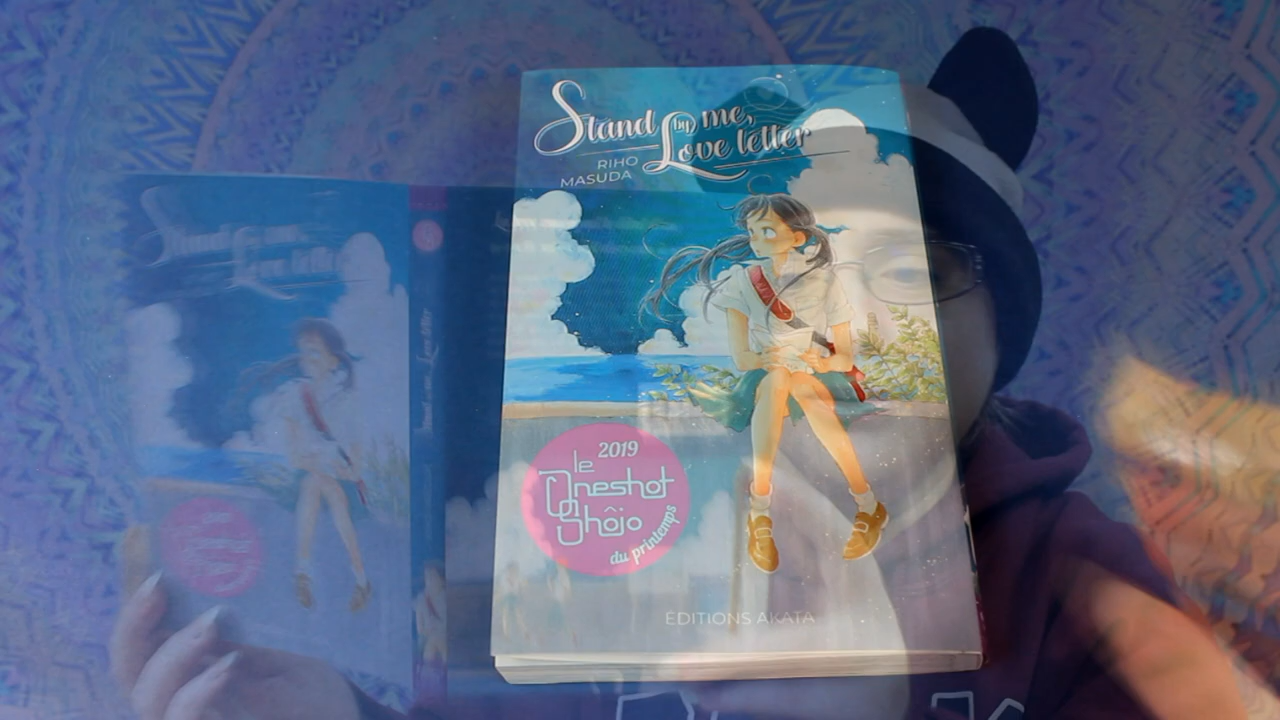 Stand by me,
Love letter
RIHO
MASUDA
2019
le
Oneshot
Shôjo
du printemps
EDITIONS AKATA